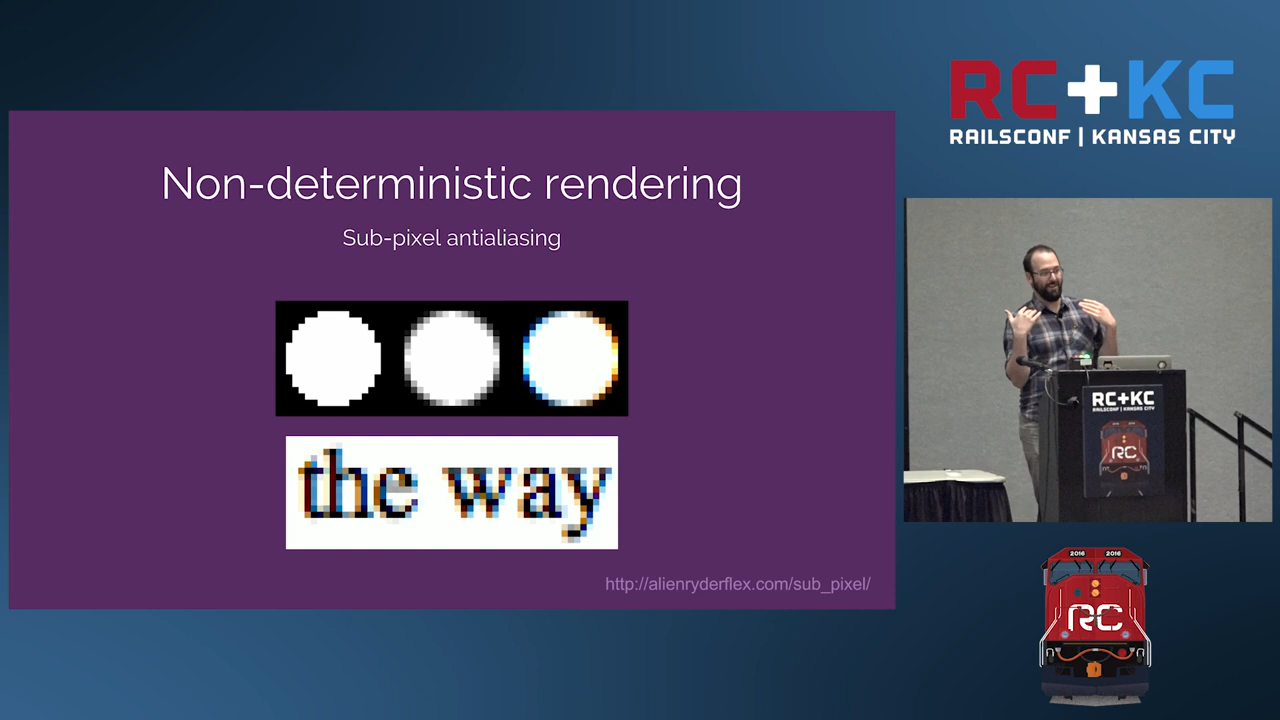 Non-deterministic rendering
Sub-pixel antialiasing
the way
http://alienryderflex.com/sub_pixel/
RC+KC
RAILSCONF | KANSAS CITY
RC+KC
RAILSCONF | KANSAS CITY
RC
2016 2016
RC